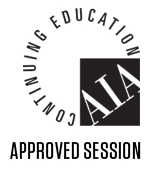 CONTINUING EDUCATION
AIA
APPROVED SESSION